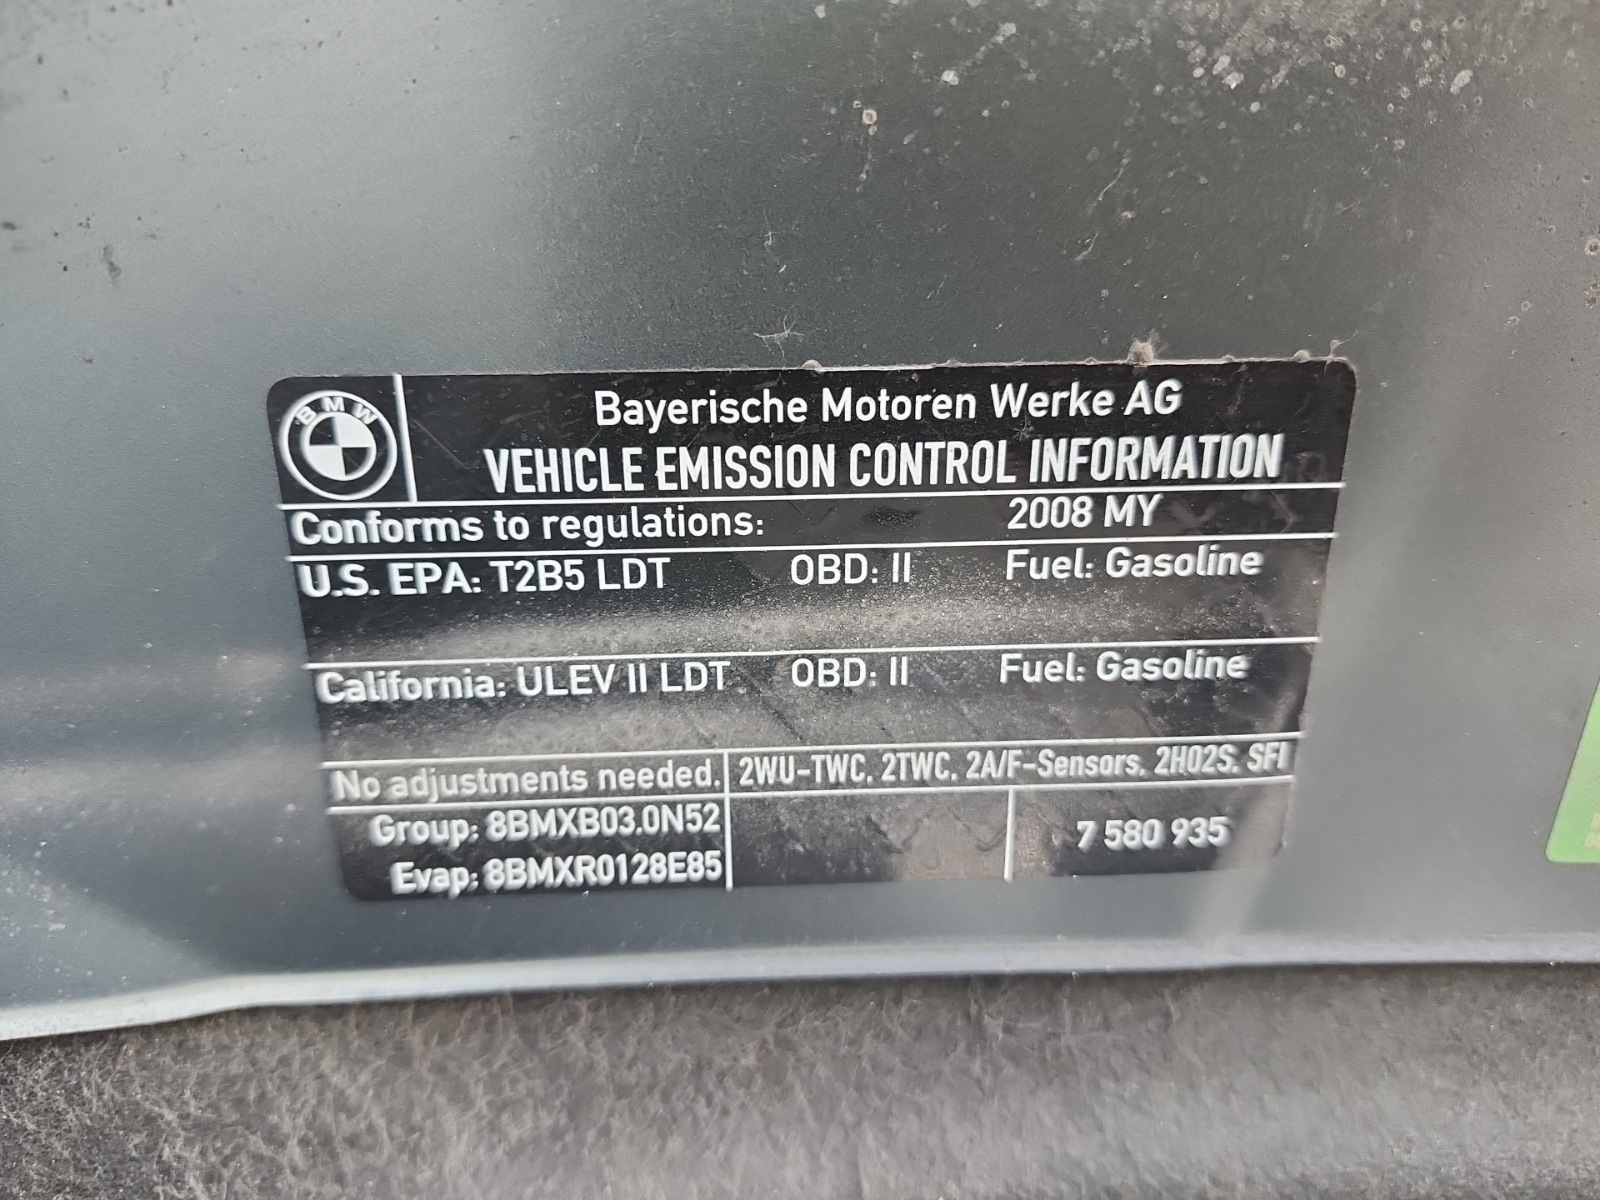 BMW
Bayerische Motoren Werke AG
VEHICLE EMISSION CONTROL INFORMATION
Conforms to regulations: 2008 MY
U.S. EPA: T2B5 LDT OBD: II Fuel: Gasoline
California: ULEV II LDT OBD: II Fuel: Gasoline
No adjustments needed. 2WU-TWC, 2TWC, 2A/F-Sensors, 2HO2S, SFI
Group: 8BMXB03.0N52
Evap: 8BMXR0128E85
7 580 935